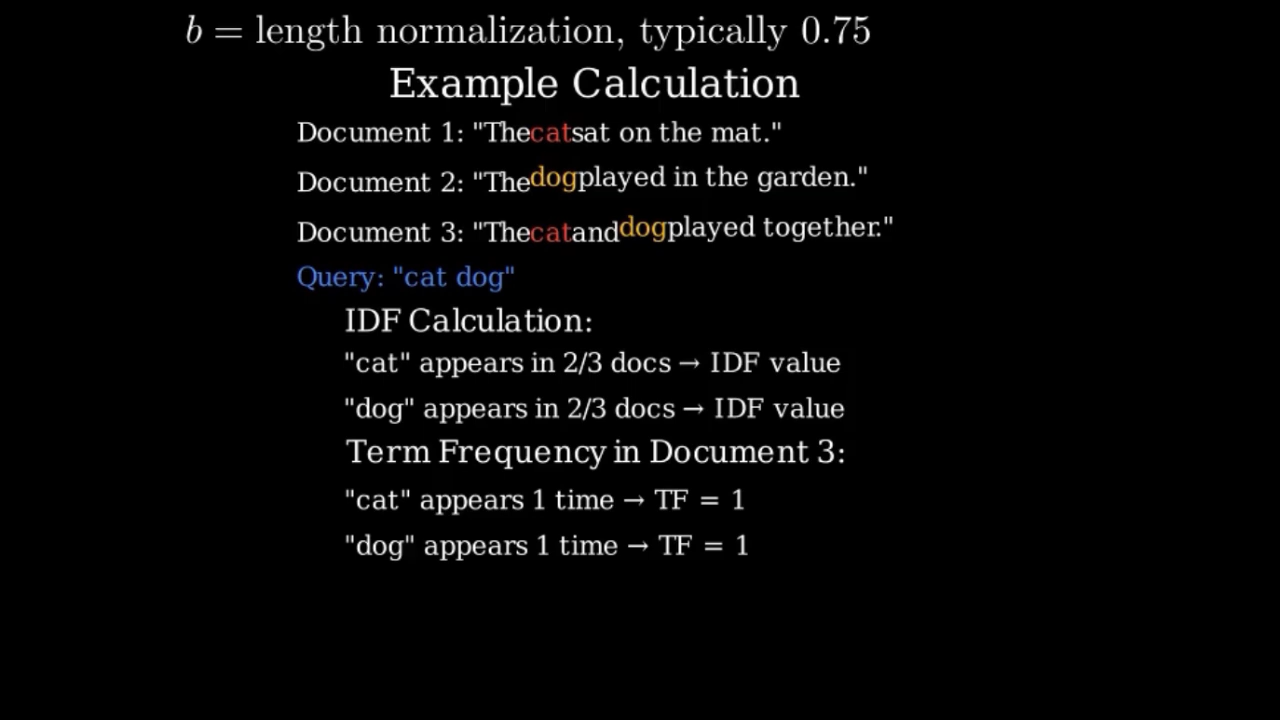 b = length normalization, typically 0.75
Example Calculation
Document 1: "Thecatsat on the mat."
Document 2: "Thedogplayed in the garden."
Document 3: "Thecatanddogplayed together."
Query: "cat dog"
IDF Calculation:
"cat" appears in 2/3 docs → IDF value
"dog" appears in 2/3 docs → IDF value
Term Frequency in Document 3:
"cat" appears 1 time → TF = 1
"dog" appears 1 time → TF = 1